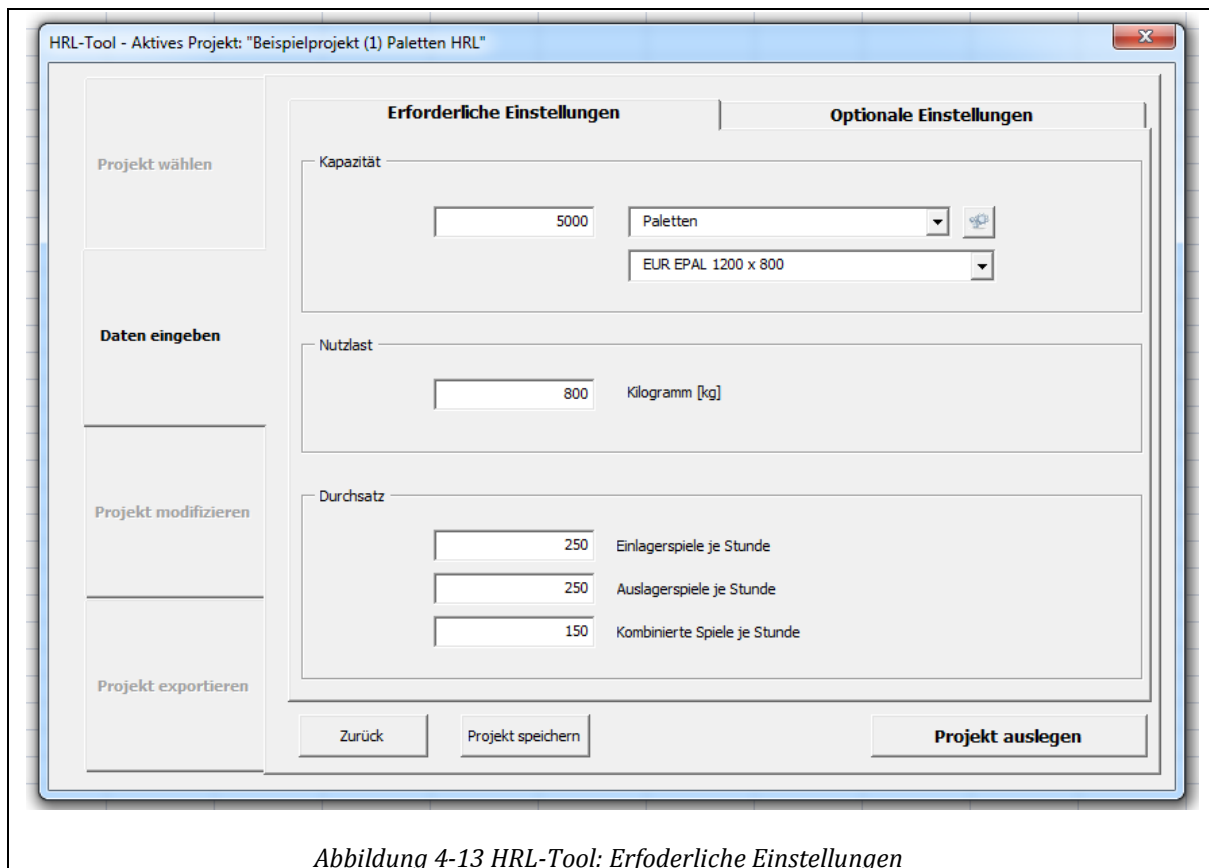 HRL-Tool - Aktives Projekt: "Beispielprojekt (1) Paletten HRL"
Projekt wählen
Daten eingeben
Projekt modifizieren
Projekt exportieren
Erforderliche Einstellungen
Optionale Einstellungen
Kapazität
5000 Paletten
EUR EPAL 1200 x 800
Nutzlast
800 Kilogramm [kg]
Durchsatz
250 Einlagerspiele je Stunde
250 Auslagerspiele je Stunde
150 Kombinierte Spiele je Stunde
Zurück
Projekt speichern
Projekt auslegen
Abbildung 4-13 HRL-Tool: Erfoderliche Einstellungen